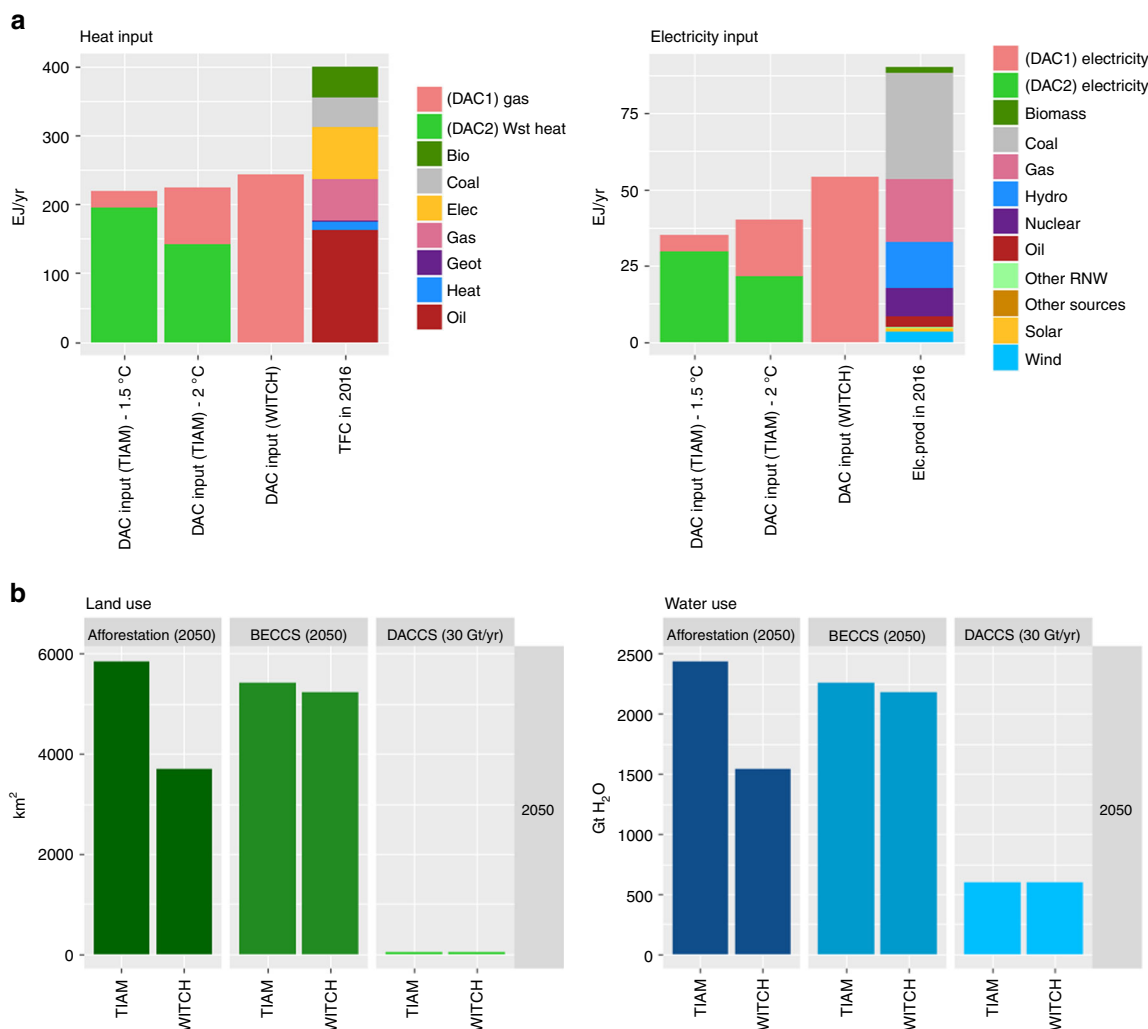 a
Heat input
EJ/yr
400
300
200
100
0
DAC input (TIAM) - 1.5 °C
DAC input (TIAM) - 2 °C
DAC input (WITCH)
TFC in 2016
(DAC1) gas
(DAC2) Wst heat
Bio
Coal
Elec
Gas
Geot
Heat
Oil
Electricity input
EJ/yr
75
50
25
0
DAC input (TIAM) - 1.5 °C
DAC input (TIAM) - 2 °C
DAC input (WITCH)
Elc.prod in 2016
(DAC1) electricity
(DAC2) electricity
Biomass
Coal
Gas
Hydro
Nuclear
Oil
Other RNW
Other sources
Solar
Wind
b
Land use
Afforestation (2050)
BECCS (2050)
DACCS (30 Gt/yr)
km²
6000
4000
2000
0
2050
TIAM
WITCH
TIAM
WITCH
TIAM
WITCH
Water use
Afforestation (2050)
BECCS (2050)
DACCS (30 Gt/yr)
Gt H₂O
2500
2000
1500
1000
500
0
2050
TIAM
WITCH
TIAM
WITCH
TIAM
WITCH